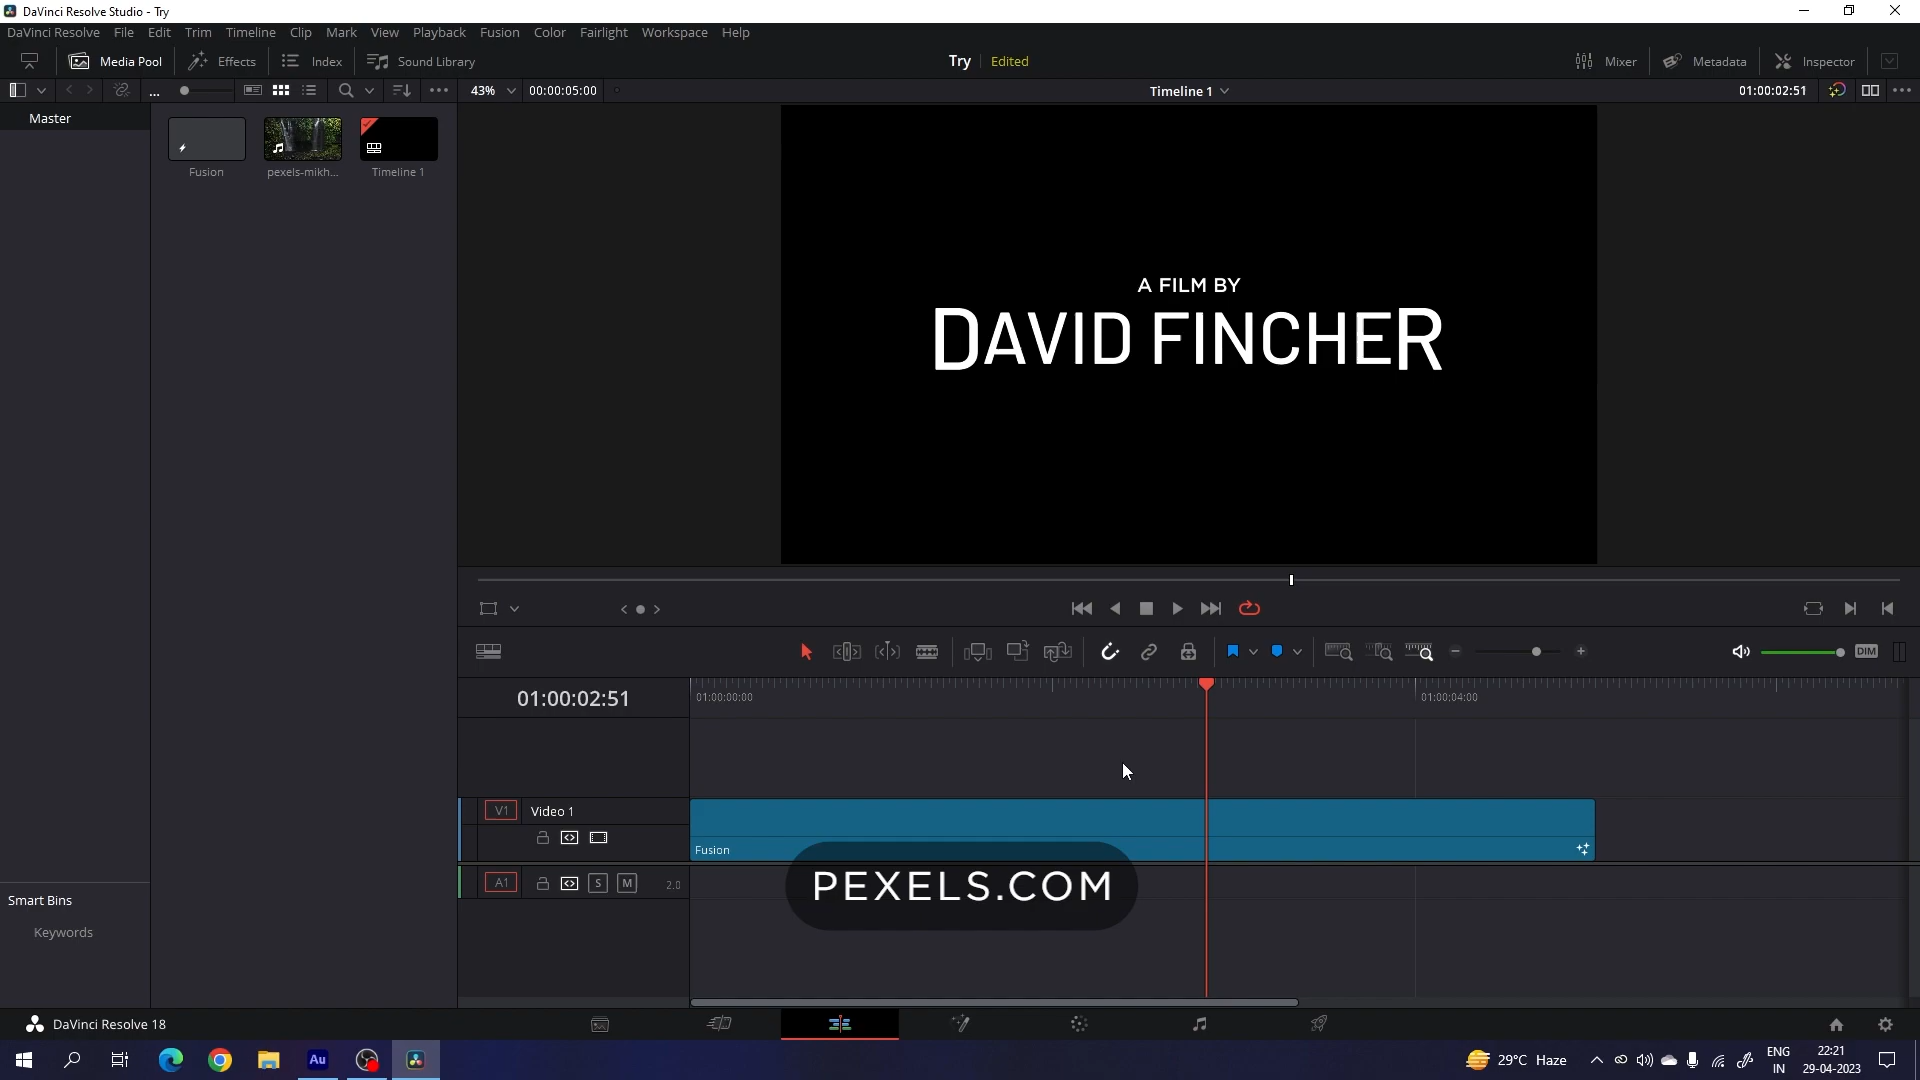 DaVinci Resolve Studio - Try
DaVinci Resolve File Edit Trim Timeline Clip Mark View Playback Fusion Color Fairlight Workspace Help
Media Pool Effects Index Sound Library Try Edited Mixer Metadata Inspector
... 43% 00:00:05:00 Timeline 1 01:00:02:51
Master
Fusion pexels-mikh... Timeline 1
A FILM BY
DAVID FINCHER
DIM
01:00:02:51 01:00:00:00 01:00:04:00
V1 Video 1
Fusion
A1 S M 2.0
PEXELS.COM
Smart Bins
Keywords
DaVinci Resolve 18
Au 29°C Haze ENG IN 22:21 29-04-2023